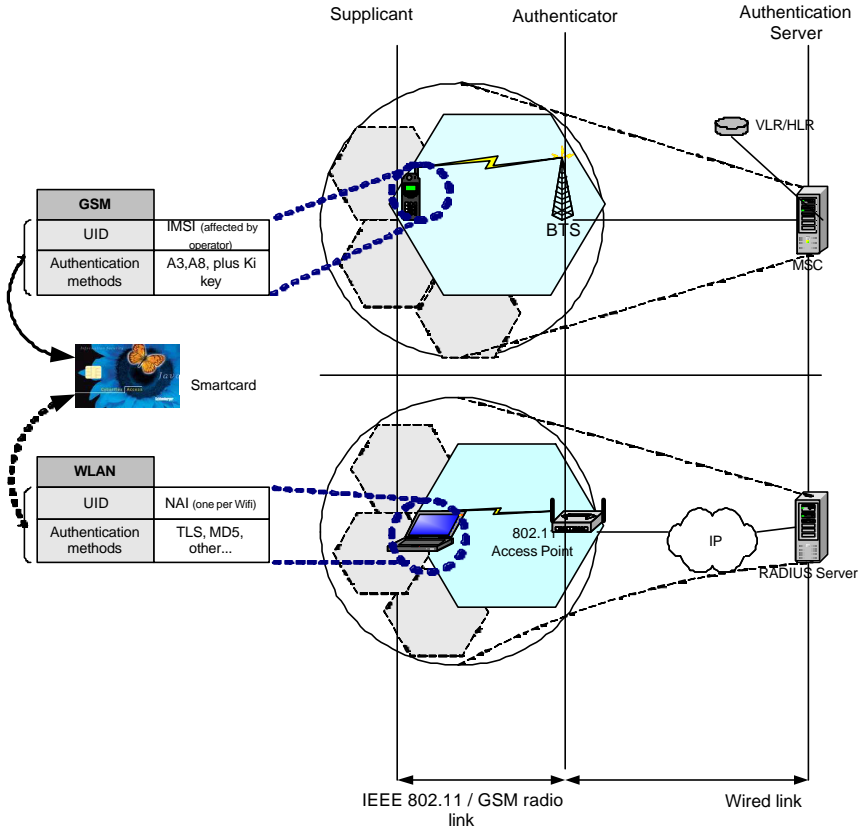 Supplicant
Authenticator
Authentication
Server
VLR/HLR
GSM
UID
IMSI (affected by
operator)
Authentication
methods
A3,A8, plus Ki
key
BTS
MSC
Java
Smartcard
WLAN
UID
NAI (one per Wifi)
Authentication
methods
TLS, MD5,
other...
802.11
Access Point
IP
RADIUS Server
IEEE 802.11 / GSM radio
link
Wired link